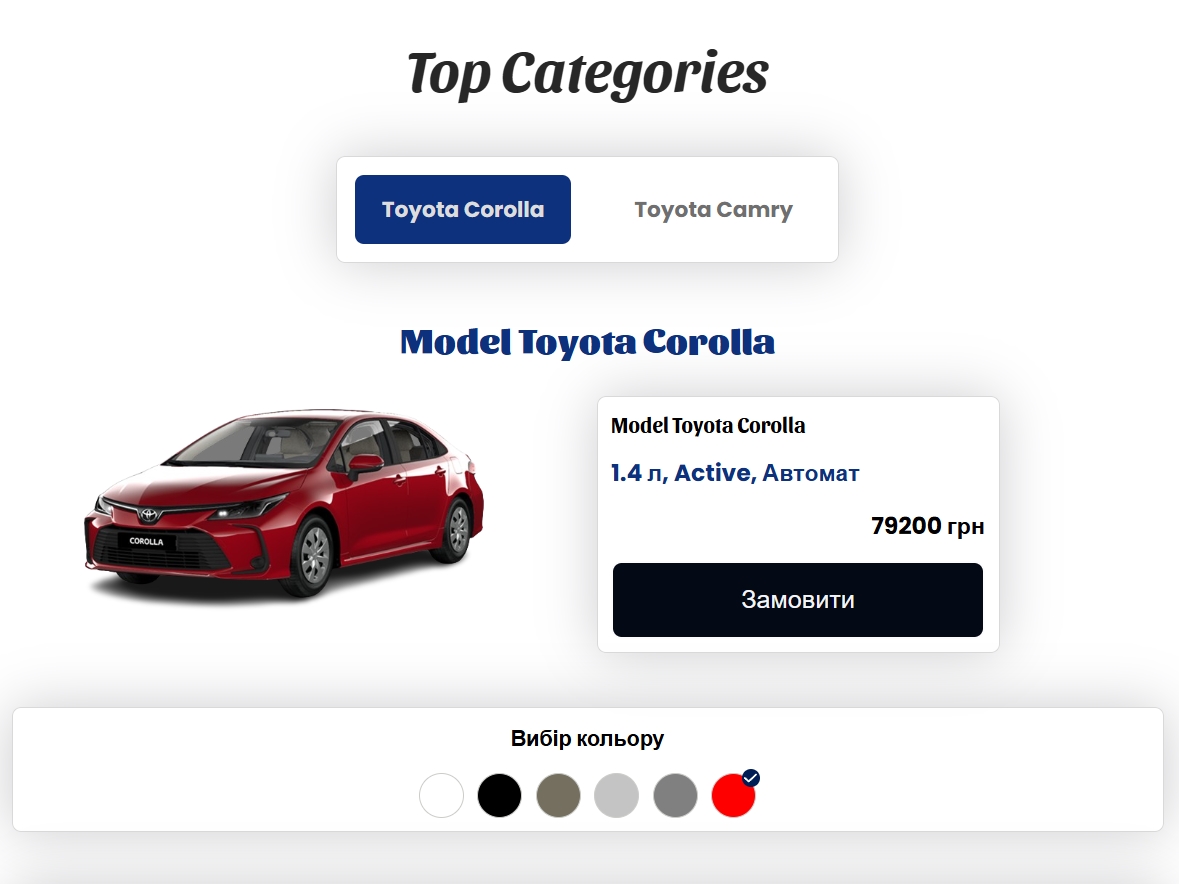 Top Categories
Toyota Corolla
Toyota Camry
Model Toyota Corolla
COROLLA
Model Toyota Corolla
1.4 л, Active, Автомат
79200 грн
Замовити
Вибір кольору